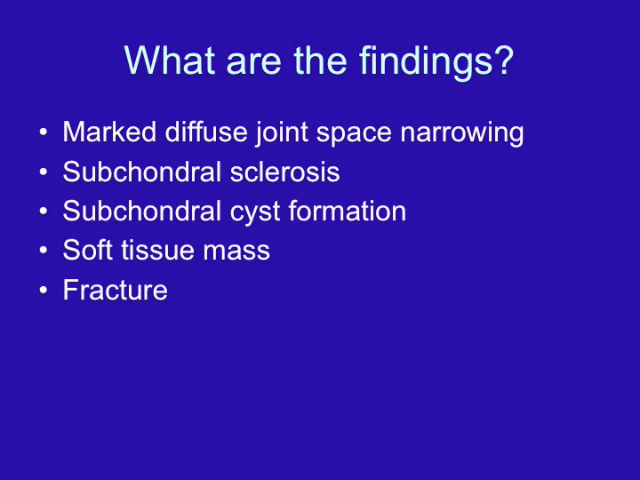 What are the findings?
• Marked diffuse joint space narrowing
• Subchondral sclerosis
• Subchondral cyst formation
• Soft tissue mass
• Fracture